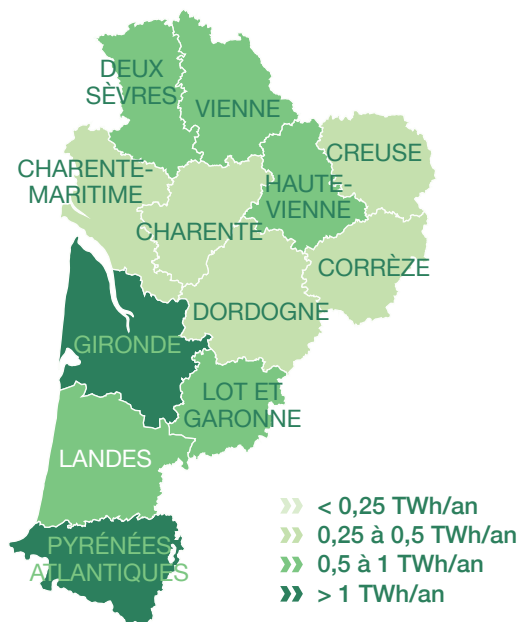 DEUX
SÈVRES
VIENNE
CREUSE
CHARENTE-
MARITIME
HAUTE-
VIENNE
CHARENTE
CORRÈZE
DORDOGNE
GIRONDE
LOT ET
GARONNE
LANDES
PYRÉNÉES
ATLANTIQUES
< 0,25 TWh/an
0,25 à 0,5 TWh/an
0,5 à 1 TWh/an
> 1 TWh/an